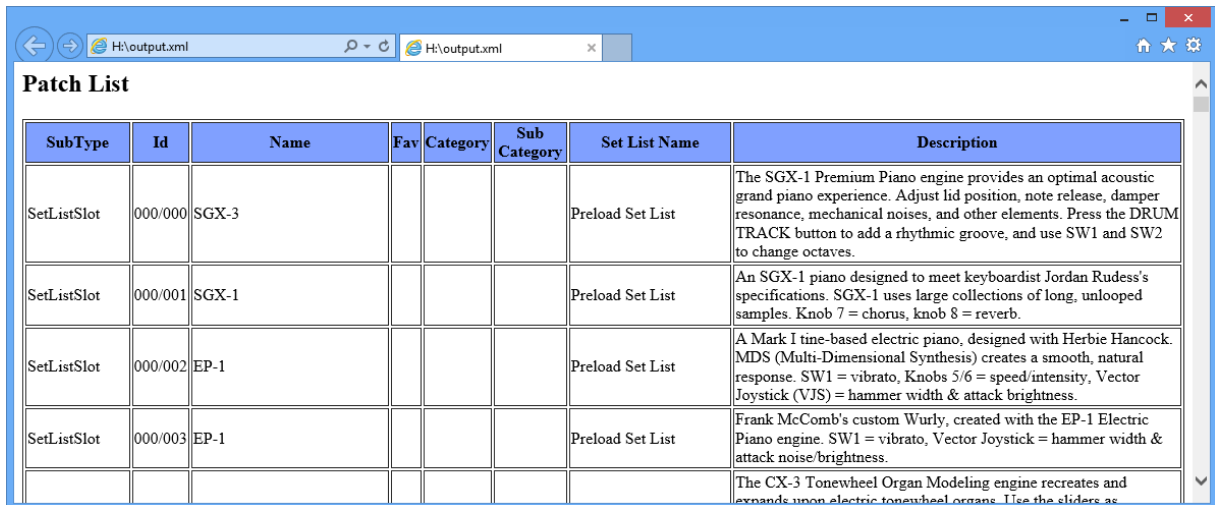 H:\output.xml
H:\output.xml
Patch List
SubType Id Name Fav Category Sub Category Set List Name Description
SetListSlot 000/000 SGX-3 Preload Set List
The SGX-1 Premium Piano engine provides an optimal acoustic
grand piano experience. Adjust lid position, note release, damper
resonance, mechanical noises, and other elements. Press the DRUM
TRACK button to add a rhythmic groove, and use SW1 and SW2
to change octaves.
SetListSlot 000/001 SGX-1 Preload Set List
An SGX-1 piano designed to meet keyboardist Jordan Rudess's
specifications. SGX-1 uses large collections of long, unlooped
samples. Knob 7 = chorus, knob 8 = reverb.
SetListSlot 000/002 EP-1 Preload Set List
A Mark I tine-based electric piano, designed with Herbie Hancock.
MDS (Multi-Dimensional Synthesis) creates a smooth, natural
response. SW1 = vibrato, Knobs 5/6 = speed/intensity, Vector
Joystick (VJS) = hammer width & attack brightness.
SetListSlot 000/003 EP-1 Preload Set List
Frank McComb's custom Wurly, created with the EP-1 Electric
Piano engine. SW1 = vibrato, Vector Joystick = hammer width &
attack noise/brightness.
The CX-3 Tonewheel Organ Modeling engine recreates and
expands upon electric tonewheel organs. Use the sliders as